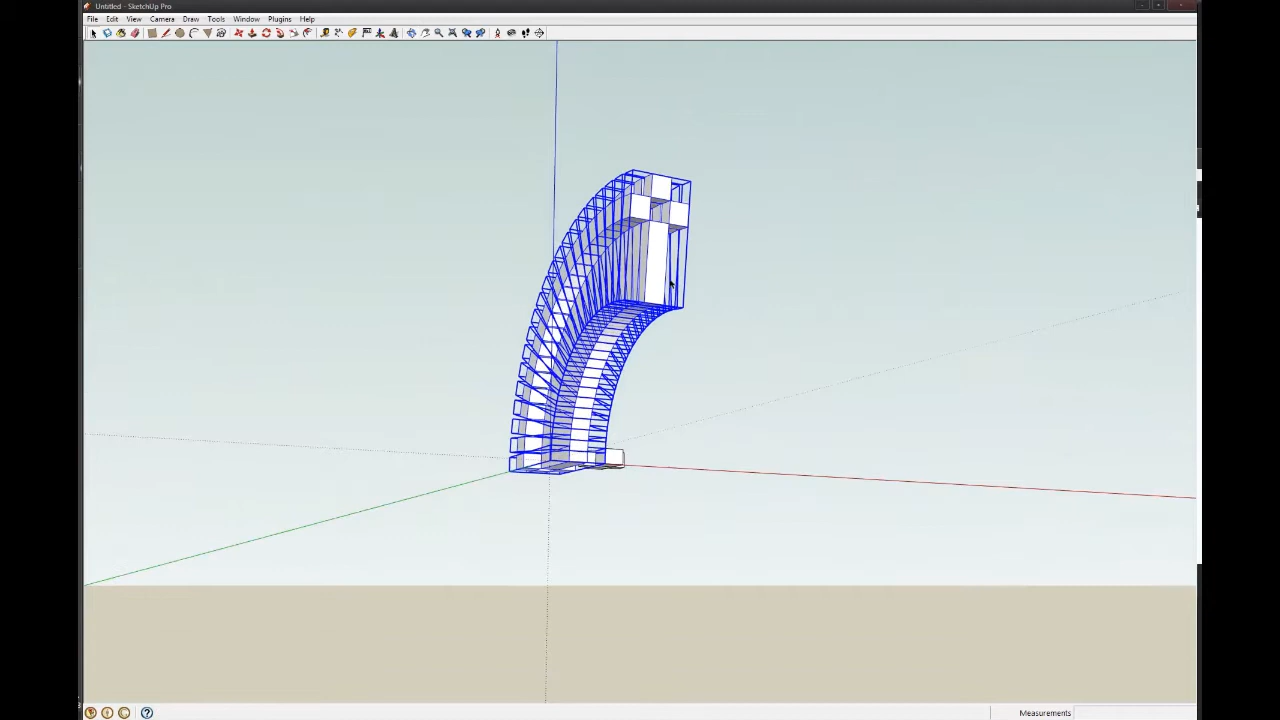 Untitled - SketchUp Pro
File Edit View Camera Draw Tools Window Plugins Help
Measurements